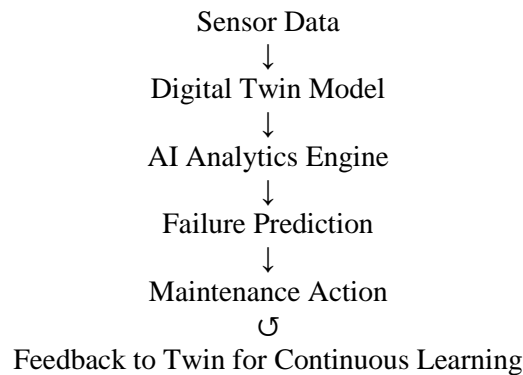 Sensor Data
↓
Digital Twin Model
↓
AI Analytics Engine
↓
Failure Prediction
↓
Maintenance Action
↺
Feedback to Twin for Continuous Learning